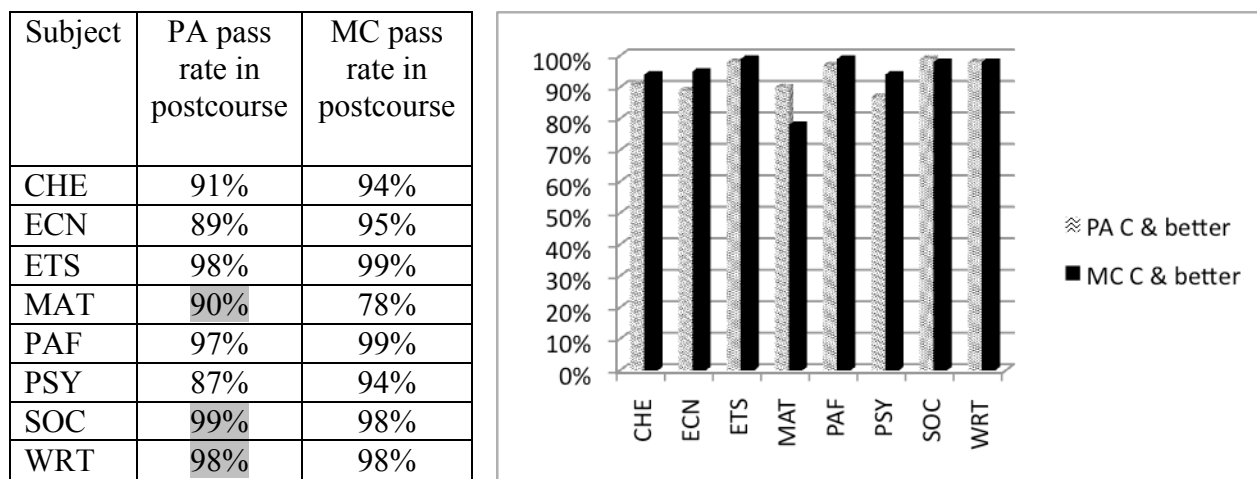 Subject PA pass MC pass
rate in rate in
postcourse postcourse
CHE 91% 94%
ECN 89% 95%
ETS 98% 99%
MAT 90% 78%
PAF 97% 99%
PSY 87% 94%
SOC 99% 98%
WRT 98% 98%
100%
90%
80%
70%
60%
50%
40%
30%
20%
10%
0%
CHE ECN ETS MAT PAF PSY SOC WRT
PA C & better
MC C & better